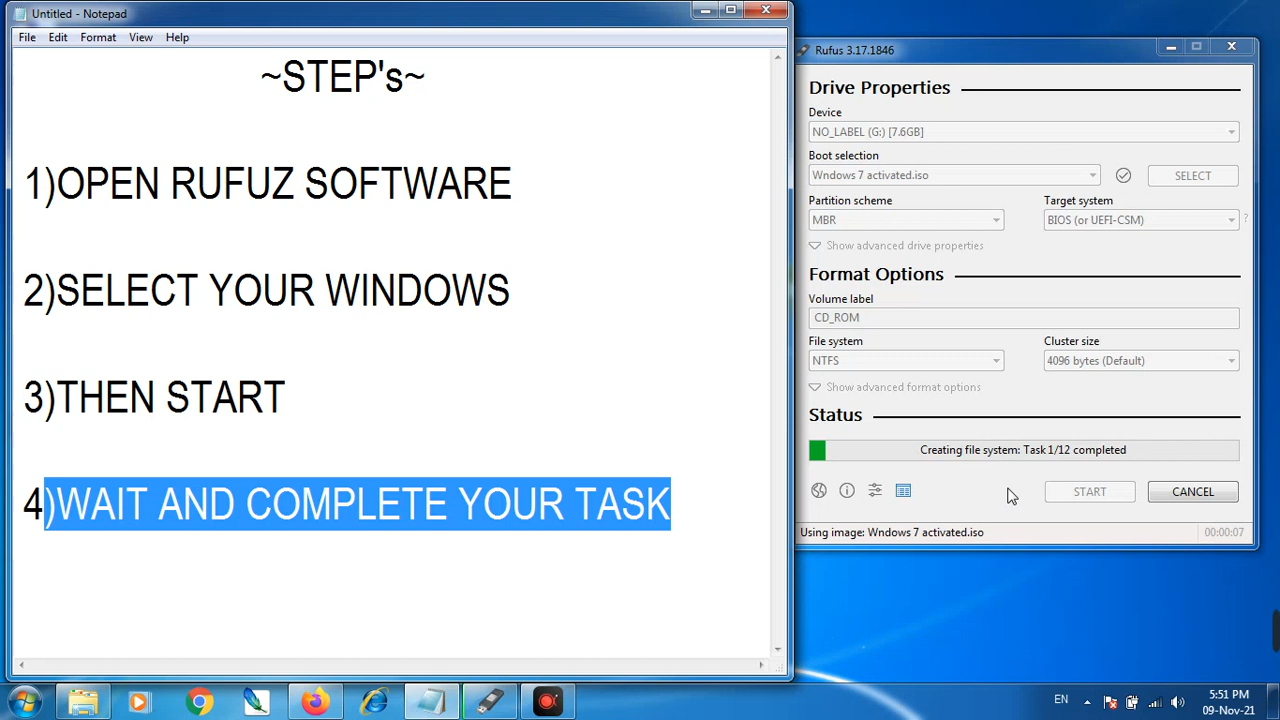 Untitled - Notepad
File Edit Format View Help
~STEP's~
1)OPEN RUFUZ SOFTWARE
2)SELECT YOUR WINDOWS
3)THEN START
4)WAIT AND COMPLETE YOUR TASK
Rufus 3.17.1846
Drive Properties
Device
NO_LABEL (G:) [7.6GB]
Boot selection
Wndows 7 activated.iso
SELECT
Partition scheme
Target system
MBR
BIOS (or UEFI-CSM)
?
Show advanced drive properties
Format Options
Volume label
CD_ROM
File system
Cluster size
NTFS
4096 bytes (Default)
Show advanced format options
Status
Creating file system: Task 1/12 completed
START
CANCEL
Using image: Wndows 7 activated.iso
00:00:07
EN
5:51 PM
09-Nov-21